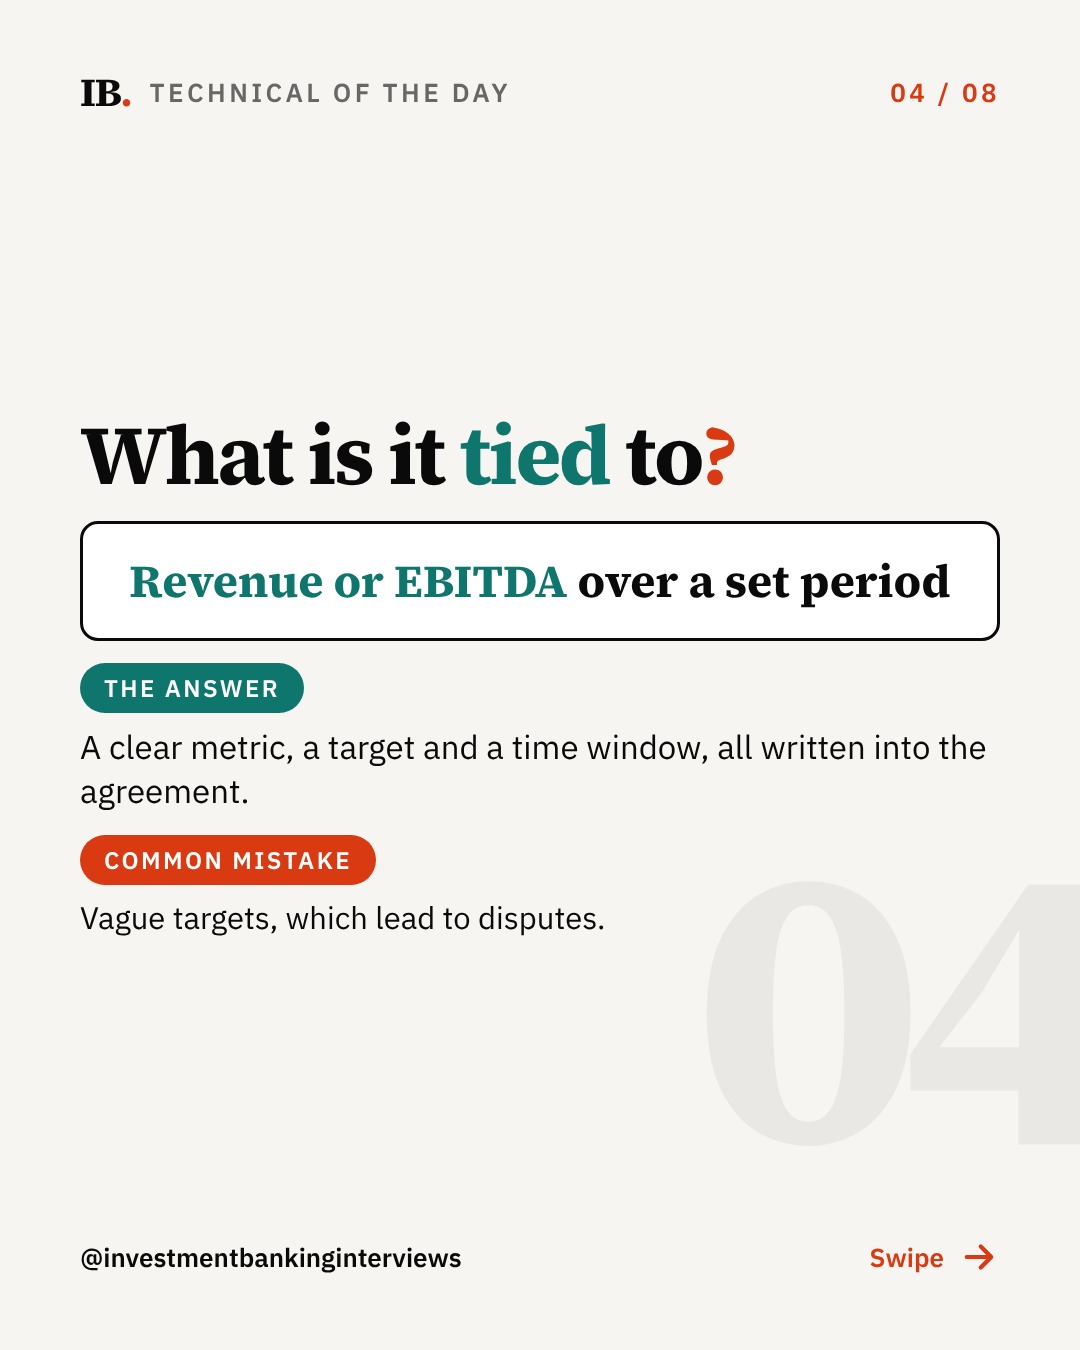 IB. TECHNICAL OF THE DAY
04 / 08
What is it tied to?
Revenue or EBITDA over a set period
THE ANSWER
A clear metric, a target and a time window, all written into the
agreement.
COMMON MISTAKE
Vague targets, which lead to disputes.
04
@investmentbankinginterviews
Swipe →